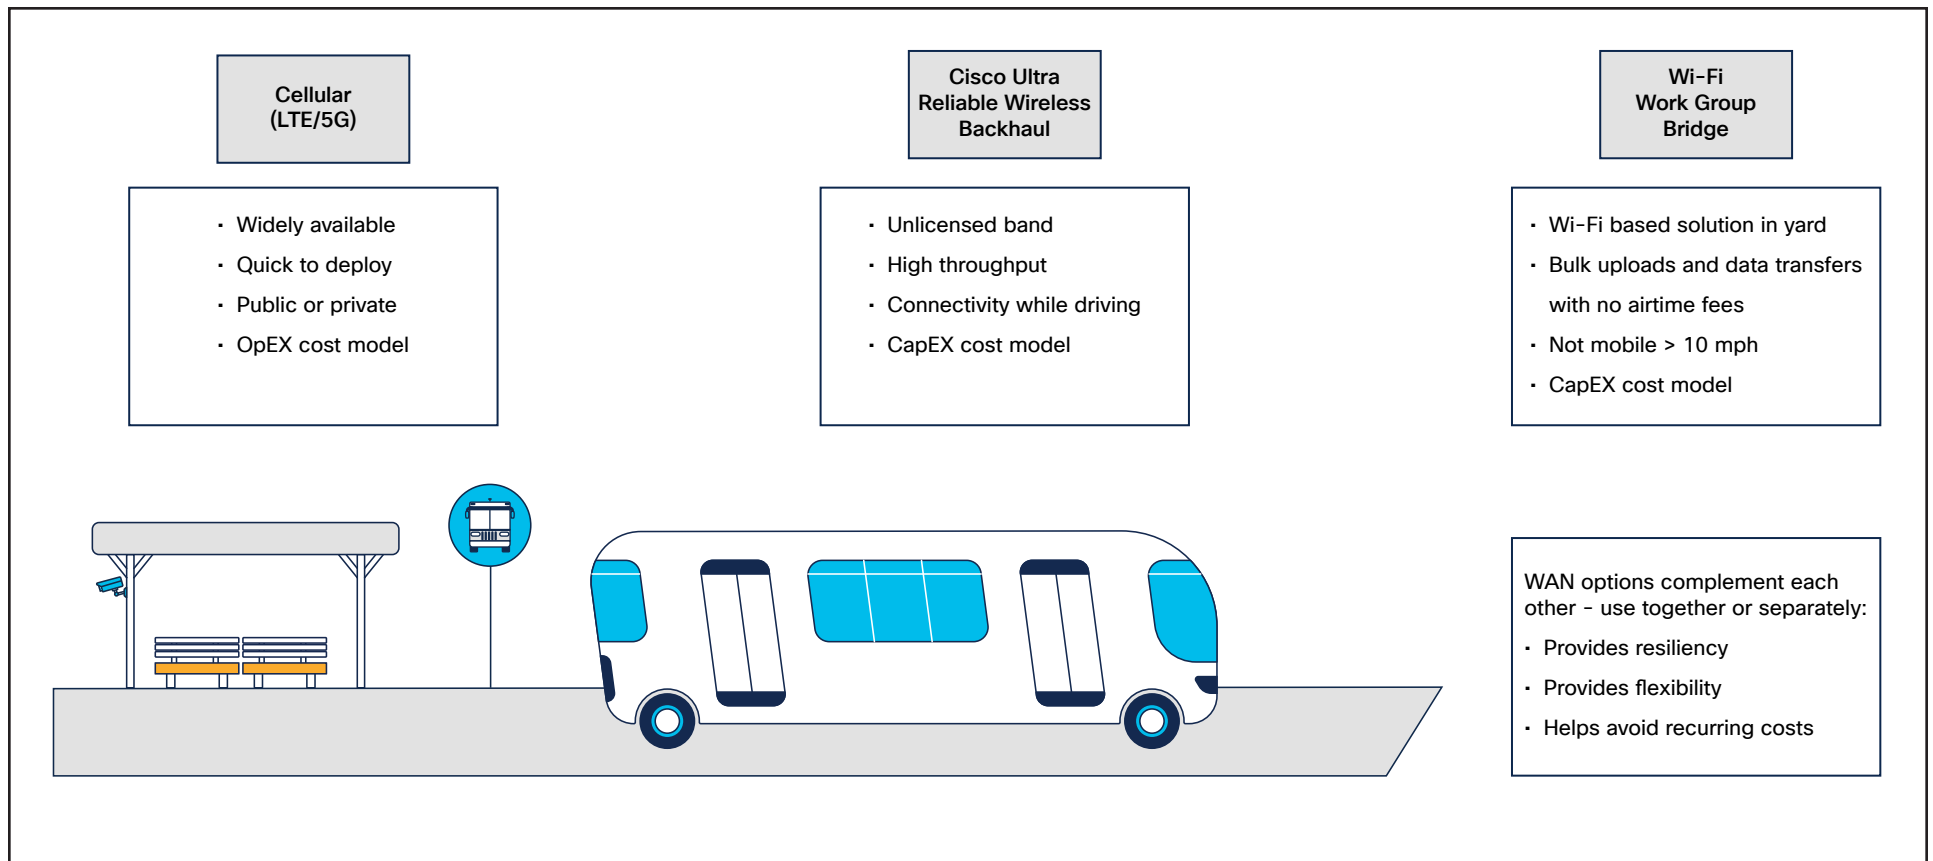 Cellular
(LTE/5G)
· Widely available
· Quick to deploy
· Public or private
· OpEX cost model
Cisco Ultra
Reliable Wireless
Backhaul
· Unlicensed band
· High throughput
· Connectivity while driving
· CapEX cost model
Wi-Fi
Work Group
Bridge
· Wi-Fi based solution in yard
· Bulk uploads and data transfers
with no airtime fees
· Not mobile > 10 mph
· CapEX cost model
WAN options complement each
other - use together or separately:
· Provides resiliency
· Provides flexibility
· Helps avoid recurring costs